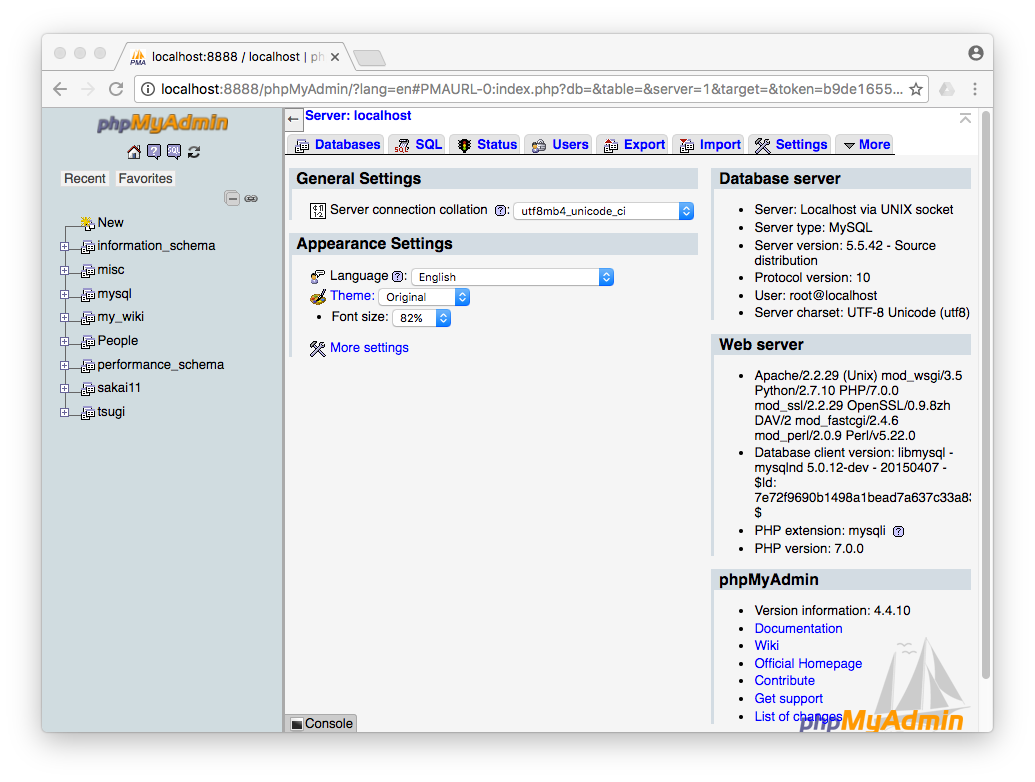 localhost:8888 / localhost | ph
localhost:8888/phpMyAdmin/?lang=en#PMAURL-0:index.php?db=&table=&server=1&target=&token=b9de1655...
phpMyAdmin
Recent Favorites
New
information_schema
misc
mysql
my_wiki
People
performance_schema
sakai11
tsugi
Server: localhost
Databases SQL Status Users Export Import Settings More
General Settings
Server connection collation : utf8mb4_unicode_ci
Appearance Settings
Language : English
Theme: Original
Font size: 82%
More settings
Console
Database server
Server: Localhost via UNIX socket
Server type: MySQL
Server version: 5.5.42 - Source
distribution
Protocol version: 10
User: root@localhost
Server charset: UTF-8 Unicode (utf8)
Web server
Apache/2.2.29 (Unix) mod_wsgi/3.5
Python/2.7.10 PHP/7.0.0
mod_ssl/2.2.29 OpenSSL/0.9.8zh
DAV/2 mod_fastcgi/2.4.6
mod_perl/2.0.9 Perl/v5.22.0
Database client version: libmysql -
mysqlnd 5.0.12-dev - 20150407 -
$Id:
7e72f9690b1498a1bead7a637c33a8
$
PHP extension: mysqli
PHP version: 7.0.0
phpMyAdmin
Version information: 4.4.10
Documentation
Wiki
Official Homepage
Contribute
Get support
List of changes
phpMyAdmin